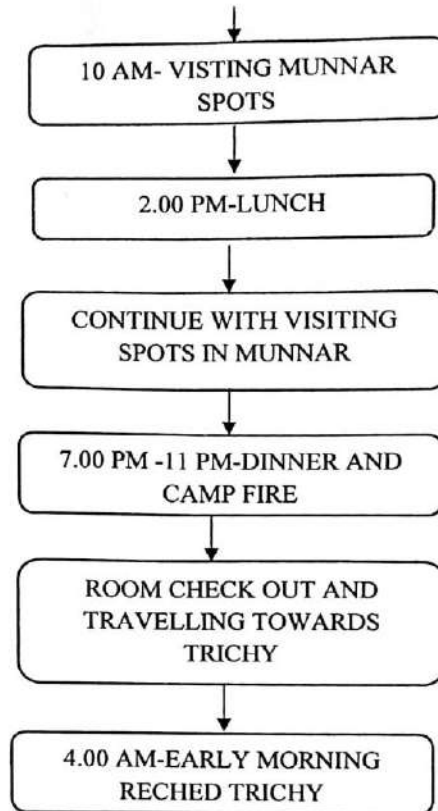 10 AM- VISTING MUNNAR
SPOTS
2.00 PM-LUNCH
CONTINUE WITH VISITING
SPOTS IN MUNNAR
7.00 PM -11 PM-DINNER AND
CAMP FIRE
ROOM CHECK OUT AND
TRAVELLING TOWARDS
TRICHY
4.00 AM-EARLY MORNING
RECHED TRICHY